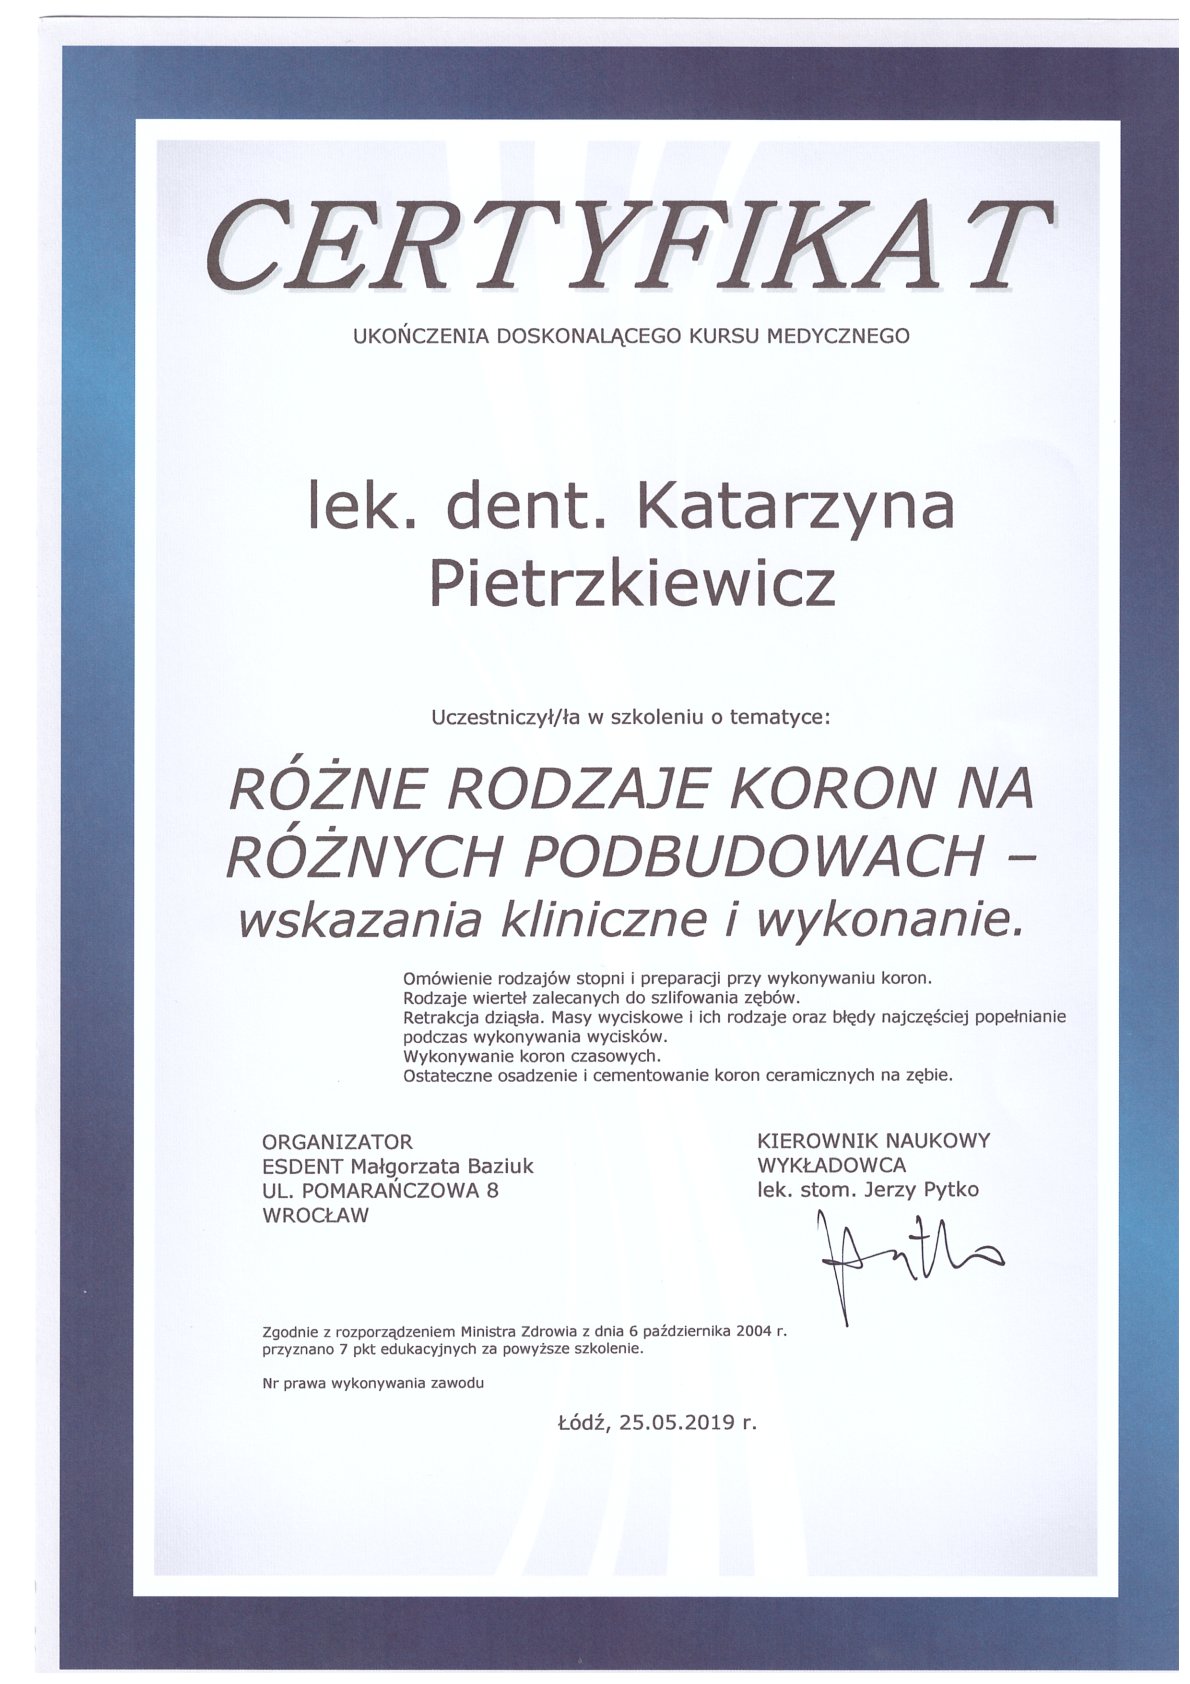 CERTYFIKAT
UKOŃCZENIA DOSKONALĄCEGO KURSU MEDYCZNEGO
lek. dent. Katarzyna
Pietrzkiewicz
Uczestniczył/ła w szkoleniu o tematyce:
RÓŻNE RODZAJE KORON NA
RÓŻNYCH PODBUDOWACH –
wskazania kliniczne i wykonanie.
Omówienie rodzajów stopni i preparacji przy wykonywaniu koron.
Rodzaje wierteł zalecanych do szlifowania zębów.
Retrakcja dziąsła. Masy wyciskowe i ich rodzaje oraz błędy najczęściej popełnianie
podczas wykonywania wycisków.
Wykonywanie koron czasowych.
Ostateczne osadzenie i cementowanie koron ceramicznych na zębie.
ORGANIZATOR
ESDENT Małgorzata Baziuk
UL. POMARAŃCZOWA 8
WROCŁAW
KIEROWNIK NAUKOWY
WYKŁADOWCA
lek. stom. Jerzy Pytko
Zgodnie z rozporządzeniem Ministra Zdrowia z dnia 6 października 2004 r.
przyznano 7 pkt edukacyjnych za powyższe szkolenie.
Nr prawa wykonywania zawodu
Łódź, 25.05.2019 r.